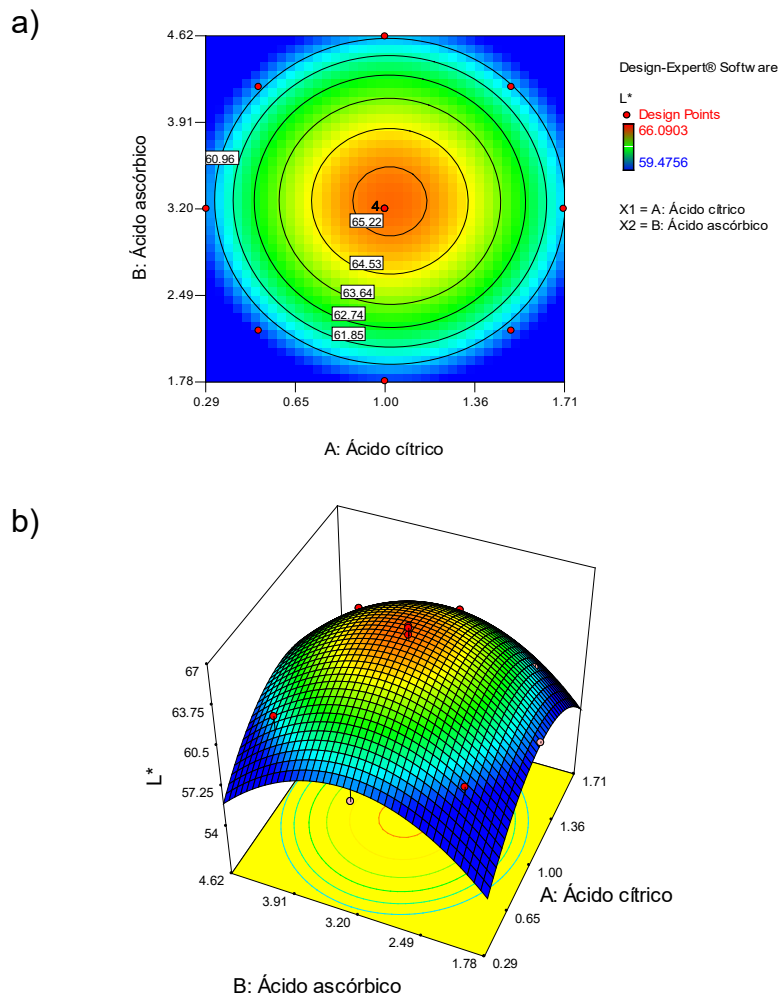 a)
4.62
3.91
3.20
2.49
1.78
B: Ácido ascórbico
60.96
4
65.22
64.53
63.64
62.74
61.85
0.29
0.65
1.00
1.36
1.71
A: Ácido cítrico
Design-Expert® Software
L*
Design Points
66.0903
59.4756
X1 = A: Ácido cítrico
X2 = B: Ácido ascórbico
b)
67
63.75
60.5
57.25
54
L*
4.62
3.91
3.20
2.49
1.78
B: Ácido ascórbico
0.29
0.65
1.00
1.36
1.71
A: Ácido cítrico